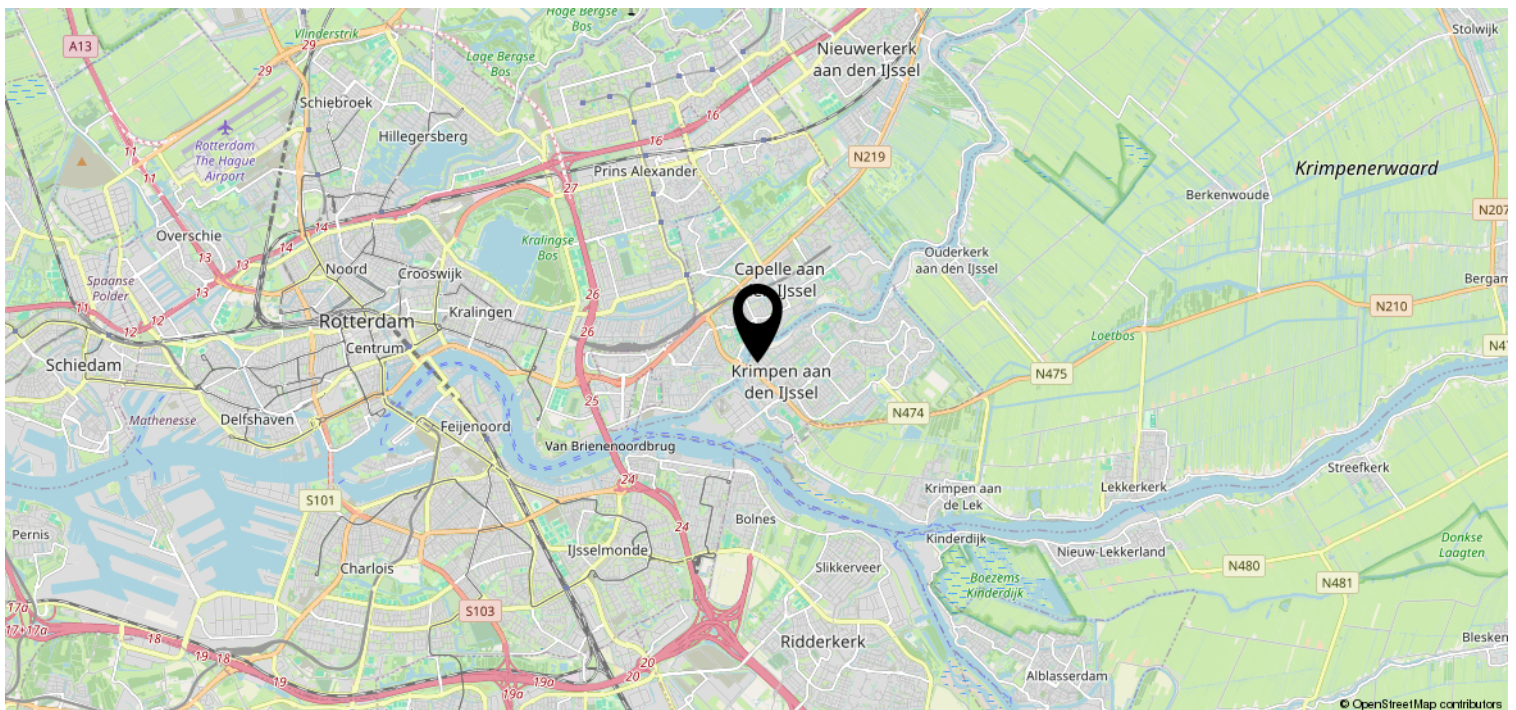 Hoge Bergse
Bos
A13
Vlinderstrik
29
Nieuwerkerk
aan den IJssel
Stolwijk
Lage Bergse
Bos
29
Schiebroek
16
Hillegersberg
16
Rotterdam
The Hague
Airport
11
N219
Krimpenerwaard
11
27
Prins Alexander
Berkenwoude
N207
14
Overschie
14
Kralingse
Bos
Ouderkerk
aan den IJssel
13
Noord
Crooswijk
Capelle aan
IJssel
Bergam
Spaanse
Polder
13
26
11
12
12
Rotterdam
Kralingen
26
N210
Loetbos
Centrum
N47
Schiedam
Krimpen aan
den IJssel
N475
25
N474
Mathenesse
Delfshaven
Feijenoord
Van Brienenoordbrug
24
Streefkerk
S101
Krimpen aan
de Lek
Lekkerkerk
24
Bolnes
Pernis
Kinderdijk
Donkse
Laagten
IJsselmonde
Nieuw-Lekkerland
Charlois
Slikkerveer
N480
Boezems
Kinderdijk
N481
17a
S103
17+17a
18
Ridderkerk
Blesken
19
18
20
20
19
19a
19a
Alblasserdam
© OpenStreetMap contributors